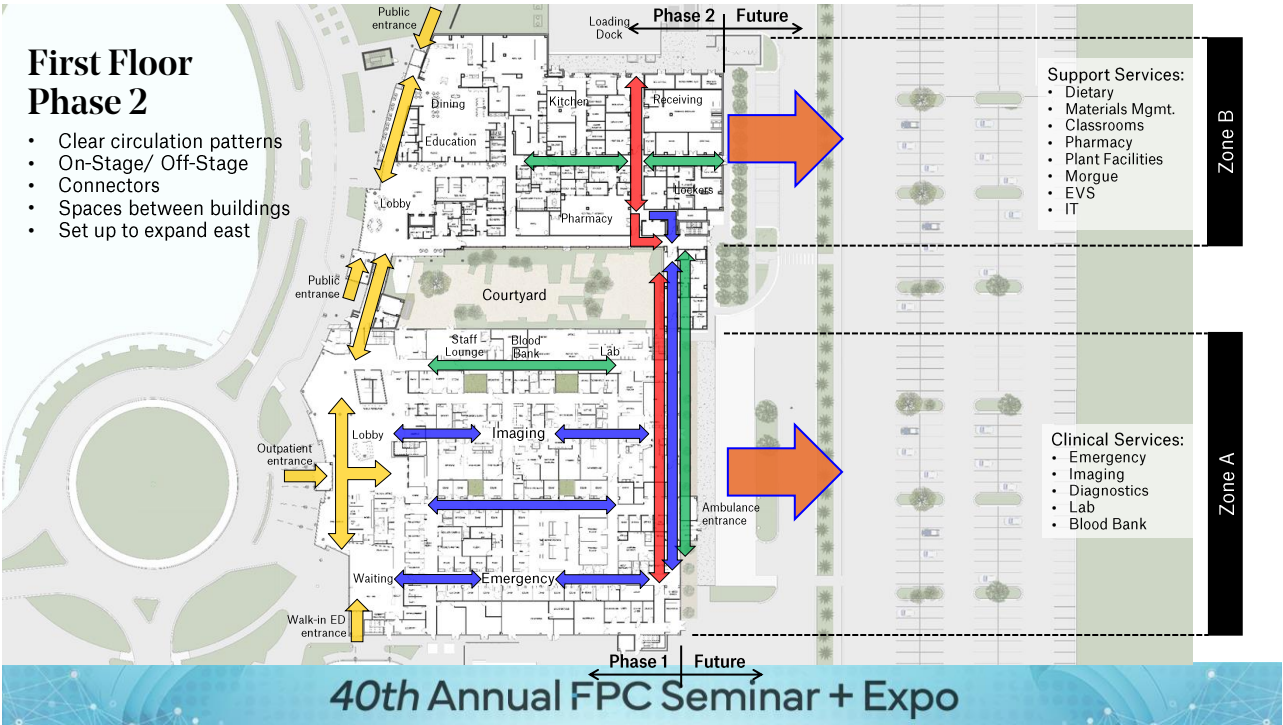 First Floor
Phase 2
• Clear circulation patterns
• On-Stage/ Off-Stage
• Connectors
• Spaces between buildings
• Set up to expand east
Public
entrance
Loading
Dock
Phase 2
Future
Dining
Kitchen
Receiving
Education
Lockers
Lobby
Pharmacy
Public
entrance
Courtyard
Staff
Lounge
Blood
Bank
Lab
Lobby
Imaging
Outpatient
entrance
Ambulance
entrance
Waiting
Emergency
Walk-in ED
entrance
Phase 1
Future
Support Services:
• Dietary
• Materials Mgmt.
• Classrooms
• Pharmacy
• Plant Facilities
• Morgue
• EVS
• IT
Zone B
Clinical Services:
• Emergency
• Imaging
• Diagnostics
• Lab
• Blood Bank
Zone A
40th Annual FPC Seminar + Expo